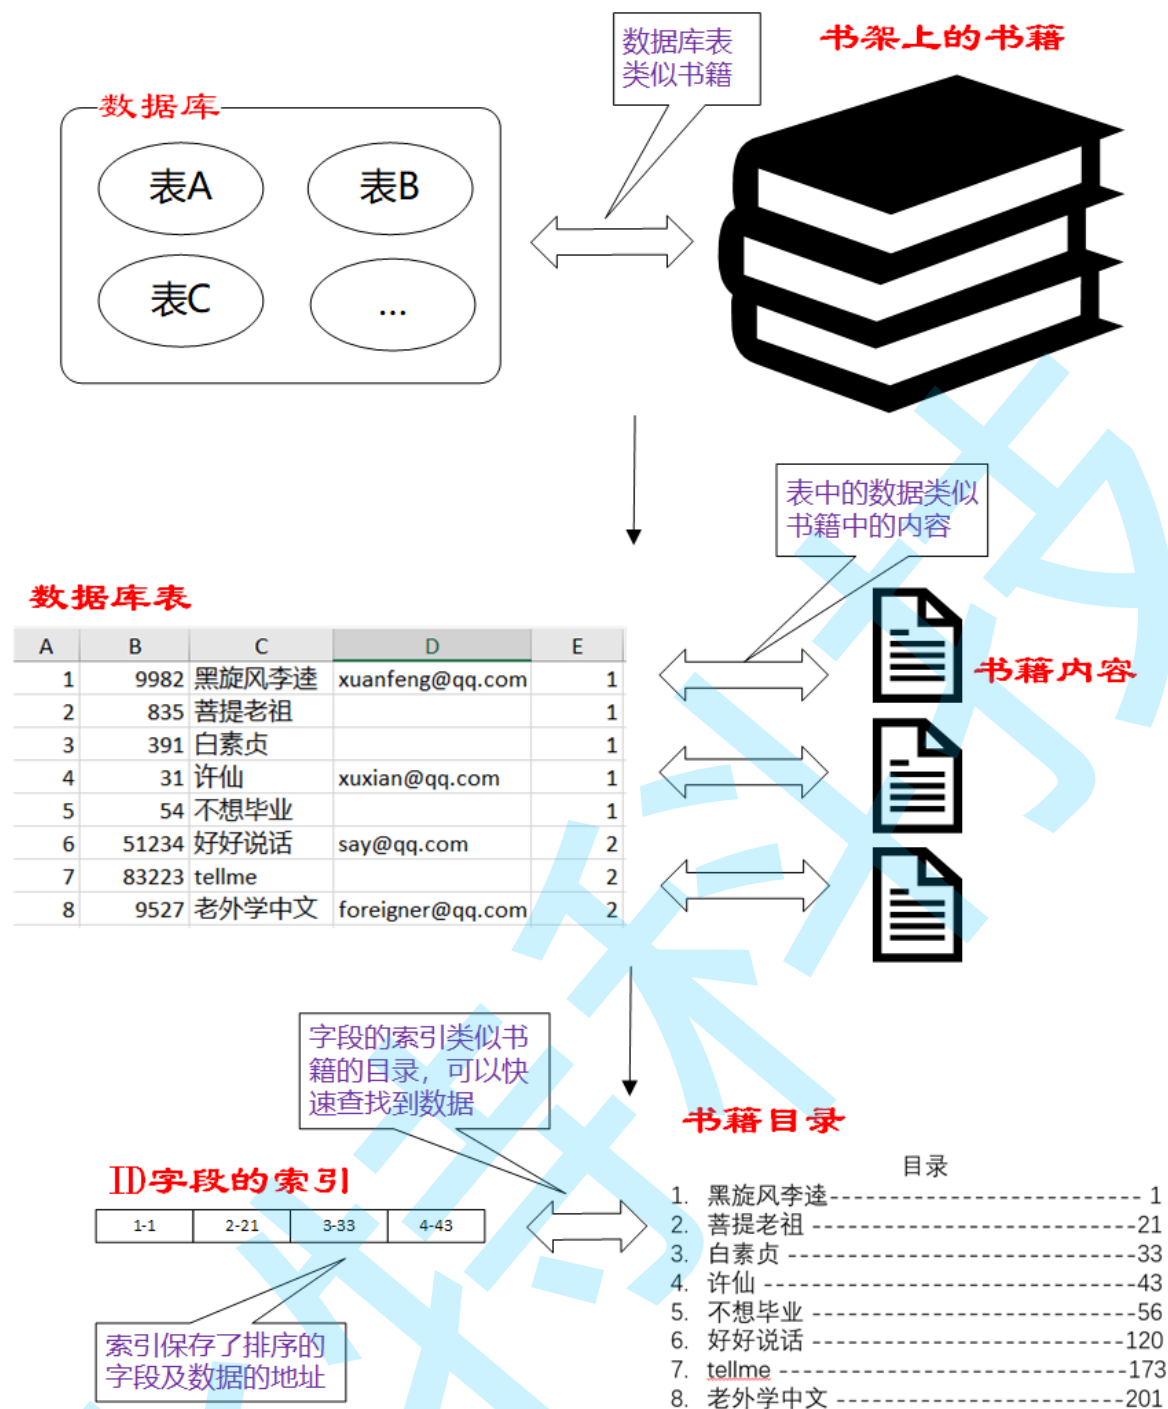 数据库表
类似书籍
书架上的书籍
数据库
表A
表B
表C
...
表中的数据类似
书籍中的内容
数据库表
A B C D E
1 9982 黑旋风李逵 xuanfeng@qq.com 1
2 835 菩提老祖 1
3 391 白素贞 1
4 31 许仙 xuxian@qq.com 1
5 54 不想毕业 1
6 51234 好好说话 say@qq.com 2
7 83223 tellme 2
8 9527 老外学中文 foreigner@qq.com 2
书籍内容
字段的索引类似书
籍的目录，可以快
速查找到数据
书籍目录
ID字段的索引
1-1 2-21 3-33 4-43
索引保存了排序的
字段及数据的地址
目录
1. 黑旋风李逵-------------------------- 1
2. 菩提老祖 ---------------------------21
3. 白素贞 -----------------------------33
4. 许仙 -------------------------------43
5. 不想毕业 ---------------------------56
6. 好好说话 --------------------------120
7. tellme -----------------------------173
8. 老外学中文 ------------------------201
特科技